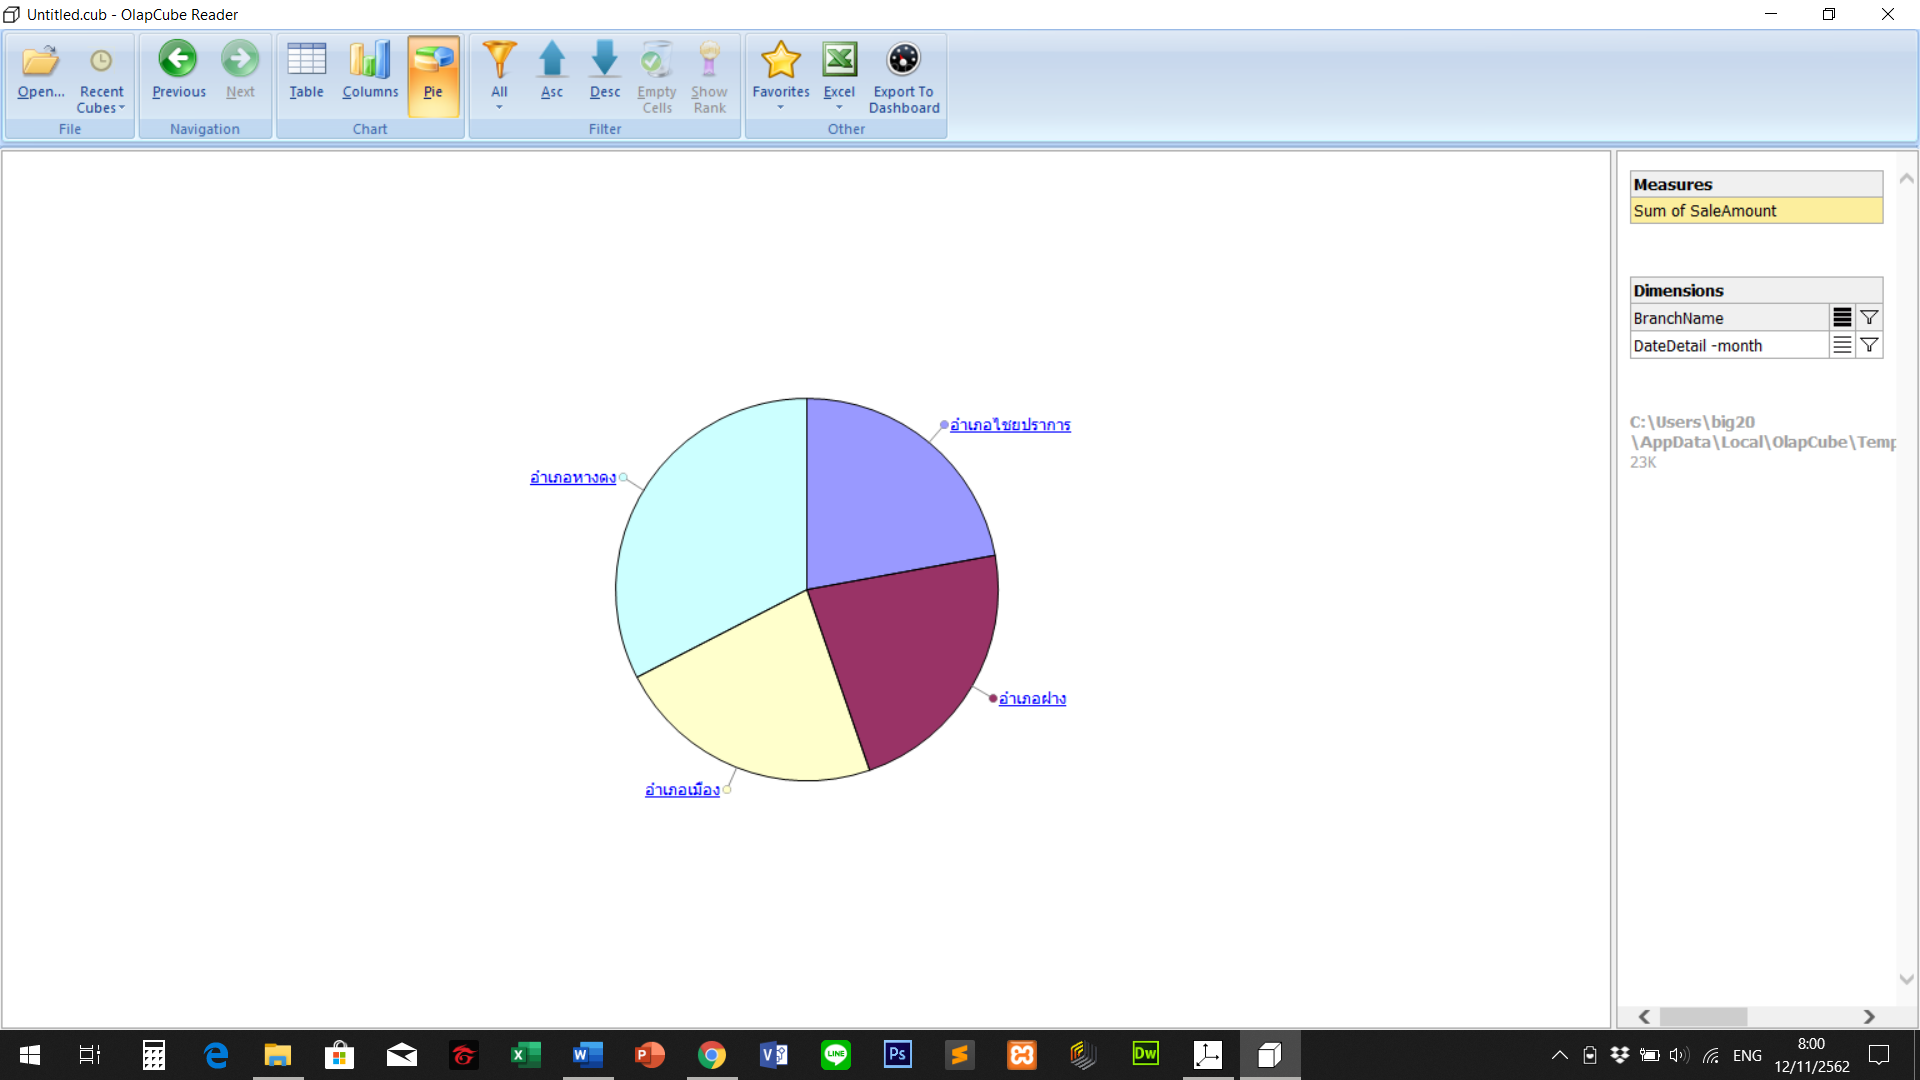 Untitled.cub - OlapCube Reader
Open...
Recent Cubes
File
Previous
Next
Navigation
Table
Columns
Pie
Chart
All
Asc
Desc
Empty Cells
Show Rank
Filter
Favorites
Excel
Export To Dashboard
Other
อำเภอไชยปราการ
อำเภอหางดง
อำเภอฝาง
อำเภอเมือง
Measures
Sum of SaleAmount
Dimensions
BranchName
DateDetail -month
C:\Users\big20
\AppData\Local\OlapCube\Temp
23K
LINE
Ps
Dw
ENG
8:00
12/11/2562